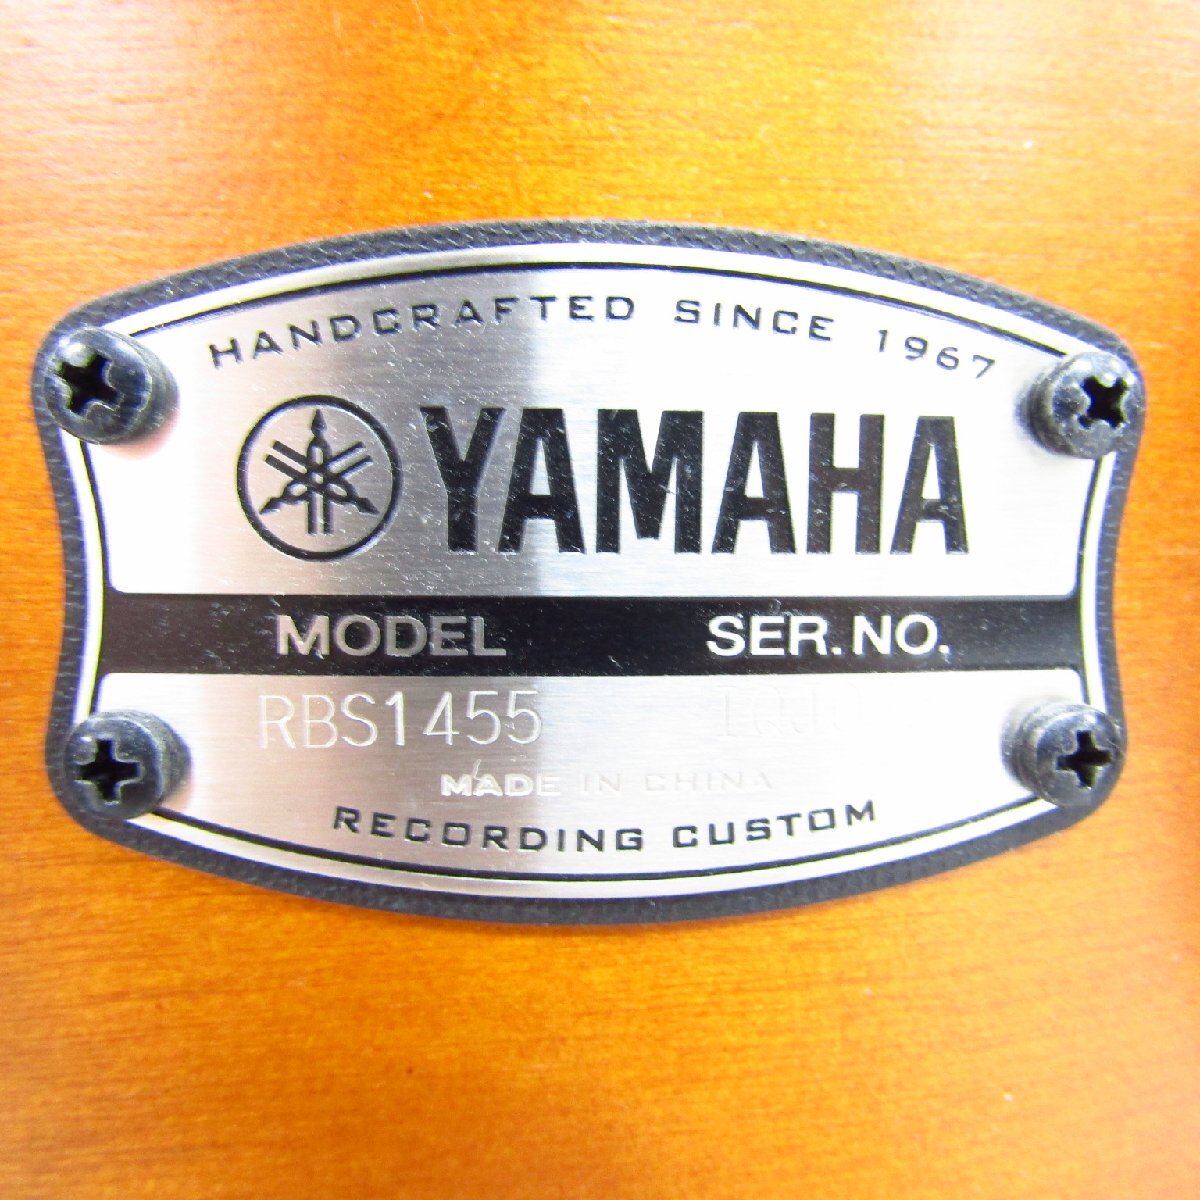 HANDCRAFTED SINCE 1967
YAMAHA
MODEL SER.NO.
RBS1455
MADE IN CHINA
RECORDING CUSTOM